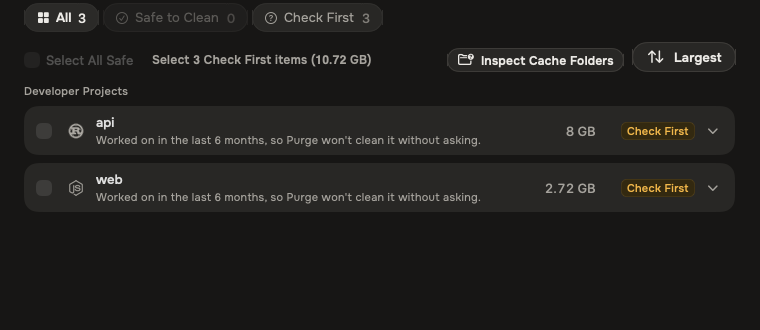 All 3
Safe to Clean 0
Check First 3
Select All Safe
Select 3 Check First items (10.72 GB)
Inspect Cache Folders
Largest
Developer Projects
api
Worked on in the last 6 months, so Purge won't clean it without asking.
8 GB
Check First
web
Worked on in the last 6 months, so Purge won't clean it without asking.
2.72 GB
Check First